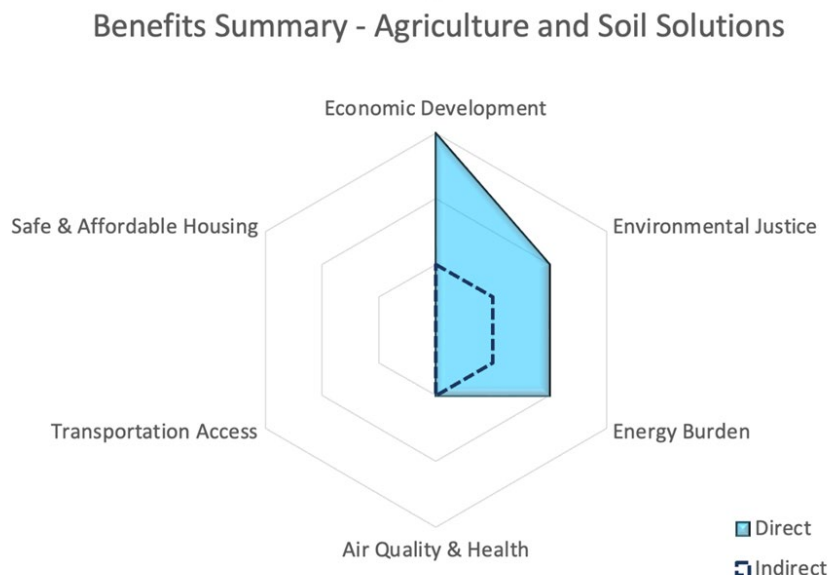 Benefits Summary - Agriculture and Soil Solutions
Economic Development
Safe & Affordable Housing
Environmental Justice
Transportation Access
Energy Burden
Air Quality & Health
Direct
Indirect